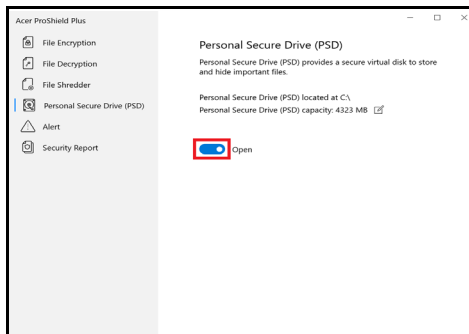 Acer ProShield Plus
File Encryption
File Decryption
File Shredder
Personal Secure Drive (PSD)
Alert
Security Report
Personal Secure Drive (PSD)
Personal Secure Drive (PSD) provides a secure virtual disk to store
and hide important files.
Personal Secure Drive (PSD) located at C:\
Personal Secure Drive (PSD) capacity: 4323 MB
Open